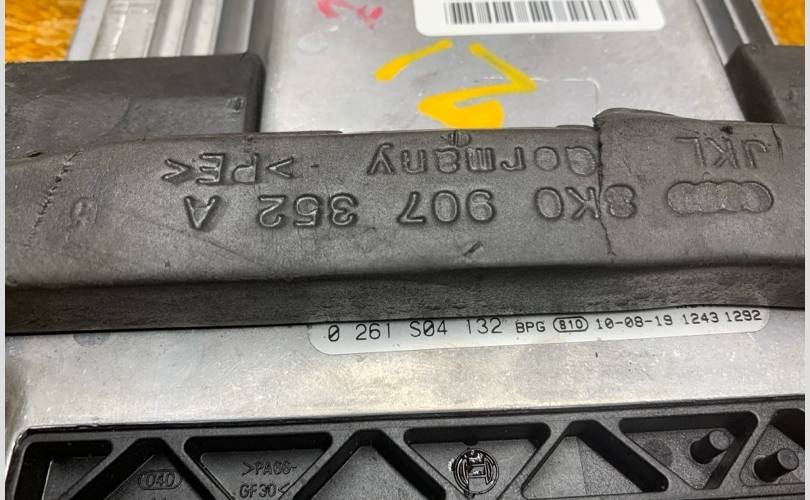 JKL
8K0 907 352 A
Germany >PE<
0 261 S04 132 BPG 810 10-08-19 1243 1292
040
>PA66-
GF30<